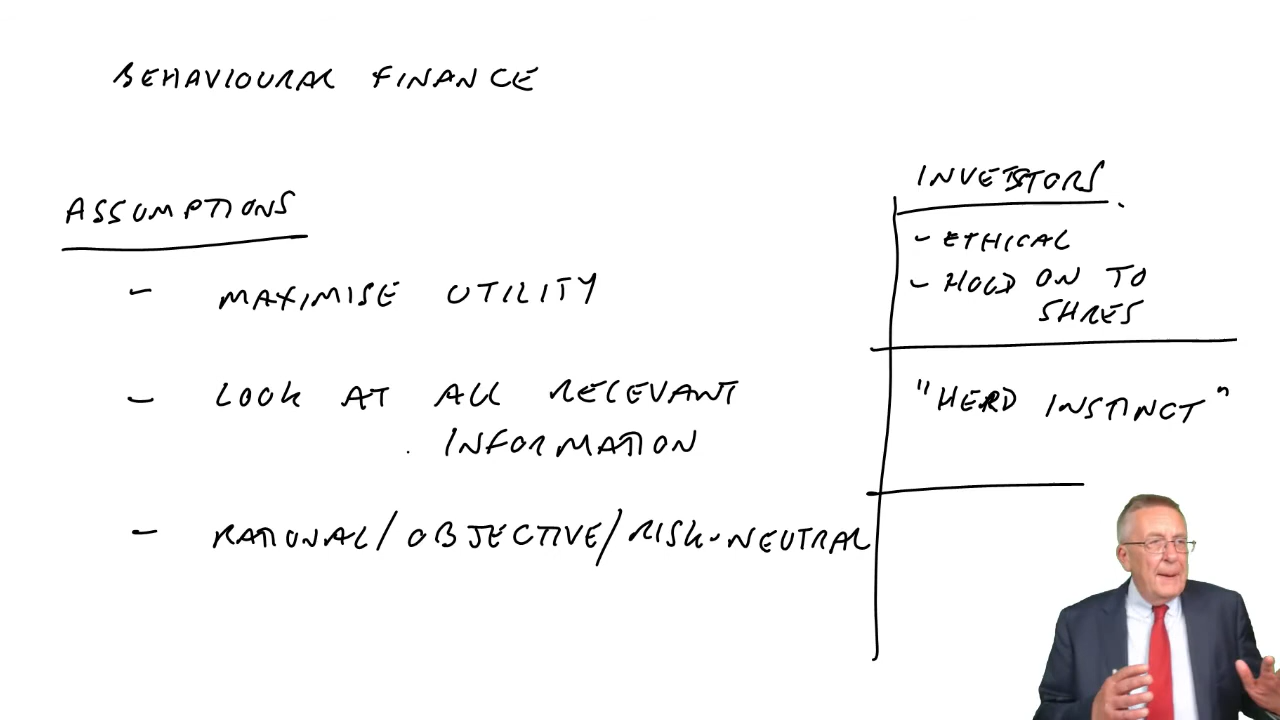 BEHAVIOURAL FINANCE
ASSUMPTIONS
- MAXIMISE UTILITY
- LOOK AT ALL RELEVANT
INFORMATION
- RATIONAL/OBJECTIVE/RISK-NEUTRAL
INVESTORS
- ETHICAL
- HOLD ON TO
SHRES
"HERD INSTINCT"